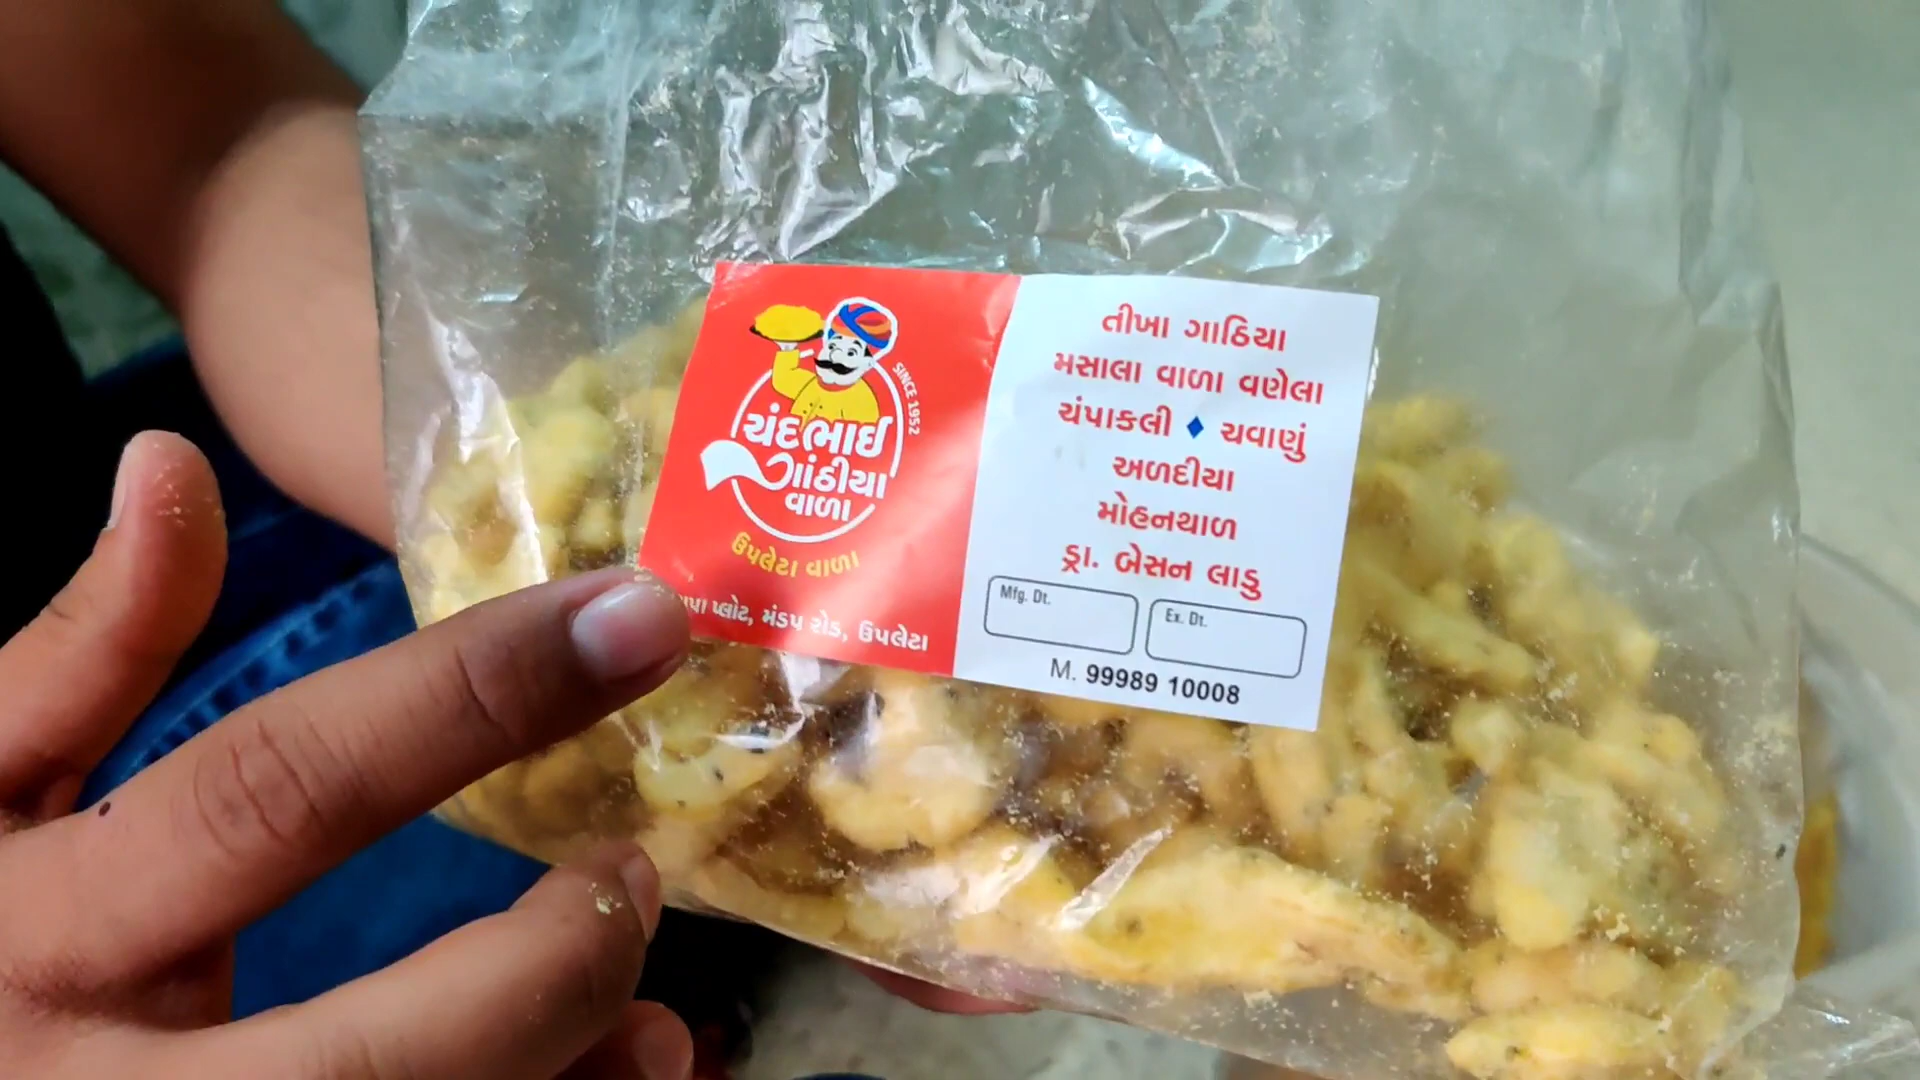 SINCE 1952
ચંદભાઈ
ગાંઠીયા
વાળા
ઉપલેટા વાળા
પ્લોટ, મંડપ રોડ, ઉપલેટા
તીખા ગાઠિયા
મસાલા વાળા વણેલા
ચંપાકલી ♦ ચવાણું
અળદીયા
મોહનથાળ
ડ્રા. બેસન લાડુ
Mfg. Dt.
Ex. Dt.
M. 99989 10008